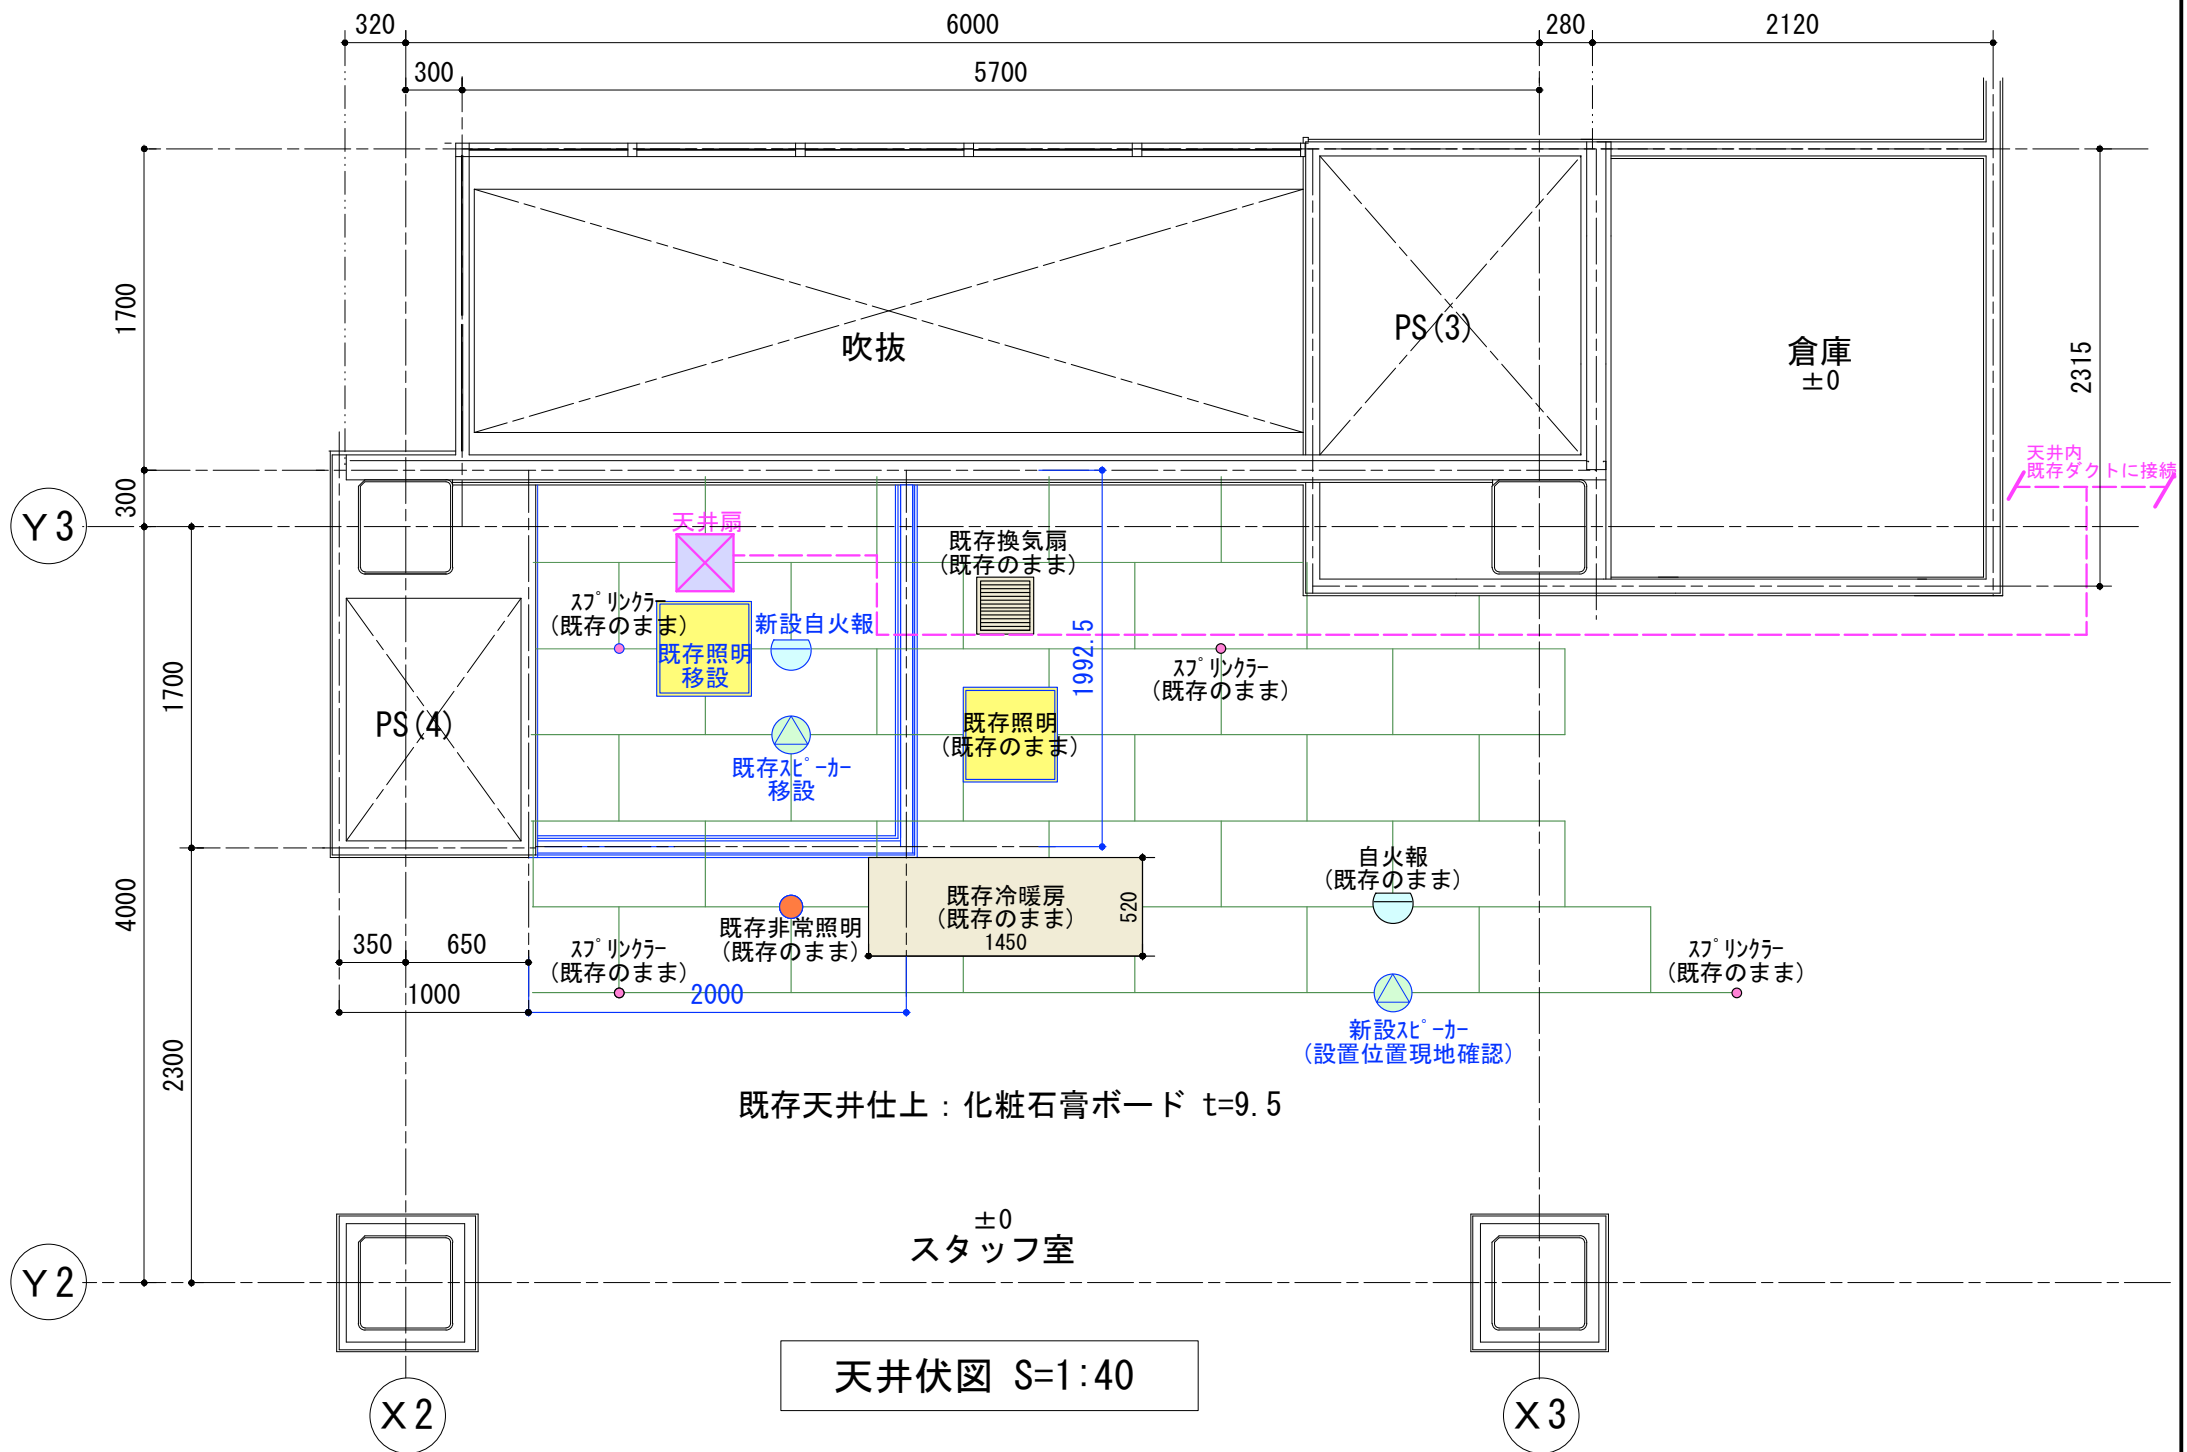 320
6000
280
2120
300
5700
1700
吹抜
PS(3)
倉庫
±0
2315
天井内
既存ダクトに接続
300
Y3
天井扇
既存換気扇
(既存のまま)
スプリンクラー
(既存のまま)
新設自火報
既存照明
移設
1992.5
スプリンクラー
(既存のまま)
1700
PS(4)
既存照明
(既存のまま)
既存スピーカー
移設
4000
自火報
(既存のまま)
既存冷暖房
(既存のまま)
1450
520
既存非常照明
(既存のまま)
350
650
スプリンクラー
(既存のまま)
スプリンクラー
(既存のまま)
1000
2000
新設スピーカー
(設置位置現地確認)
2300
既存天井仕上：化粧石膏ボード t=9.5
±0
スタッフ室
Y2
天井伏図 S=1:40
X2
X3